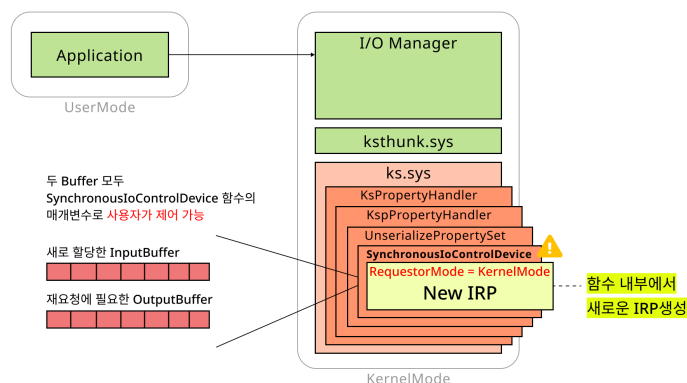 Application
UserMode
I/O Manager
ksthunk.sys
ks.sys
KsPropertyHandler
KspPropertyHandler
UnserializePropertySet
SynchronousIoControlDevice
RequestorMode = KernelMode
New IRP
KernelMode
두 Buffer 모두
SynchronousIoControlDevice 함수의
매개변수로 사용자가 제어 가능
새로 할당한 InputBuffer
재요청에 필요한 OutputBuffer
함수 내부에서
새로운 IRP생성